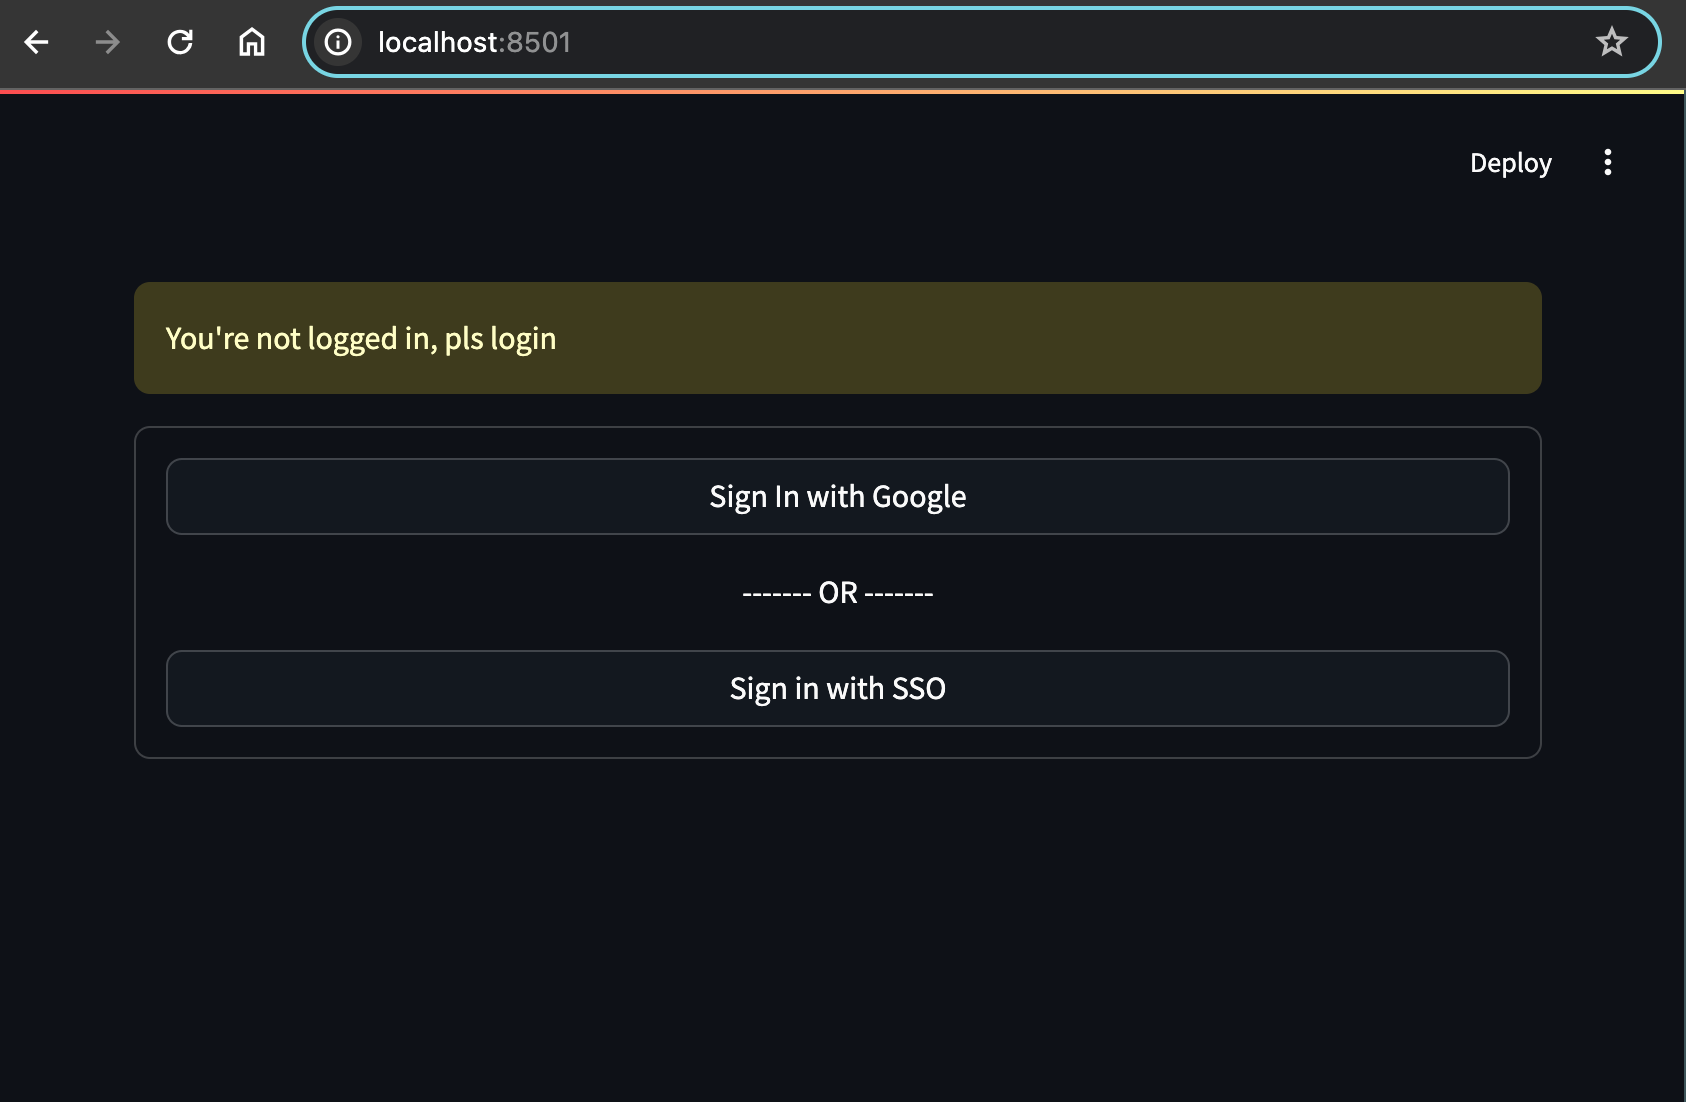 localhost:8501
Deploy
You're not logged in, pls login
Sign In with Google
------- OR -------
Sign in with SSO